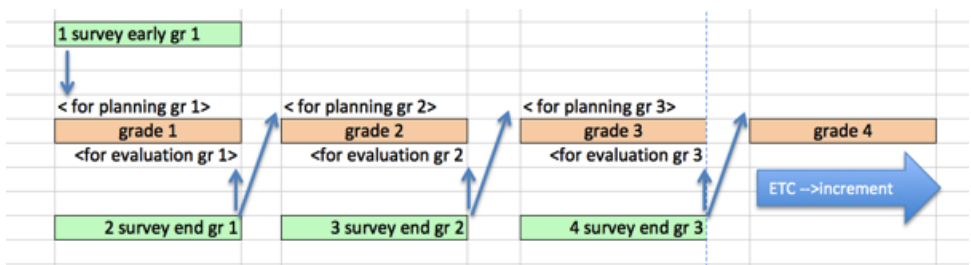 1 survey early gr 1
< for planning gr 1> < for planning gr 2> < for planning gr 3>
grade 1 grade 2 grade 3 grade 4
<for evaluation gr 1> <for evaluation gr 2 <for evaluation gr 3
ETC -->increment
2 survey end gr 1 3 survey end gr 2 4 survey end gr 3